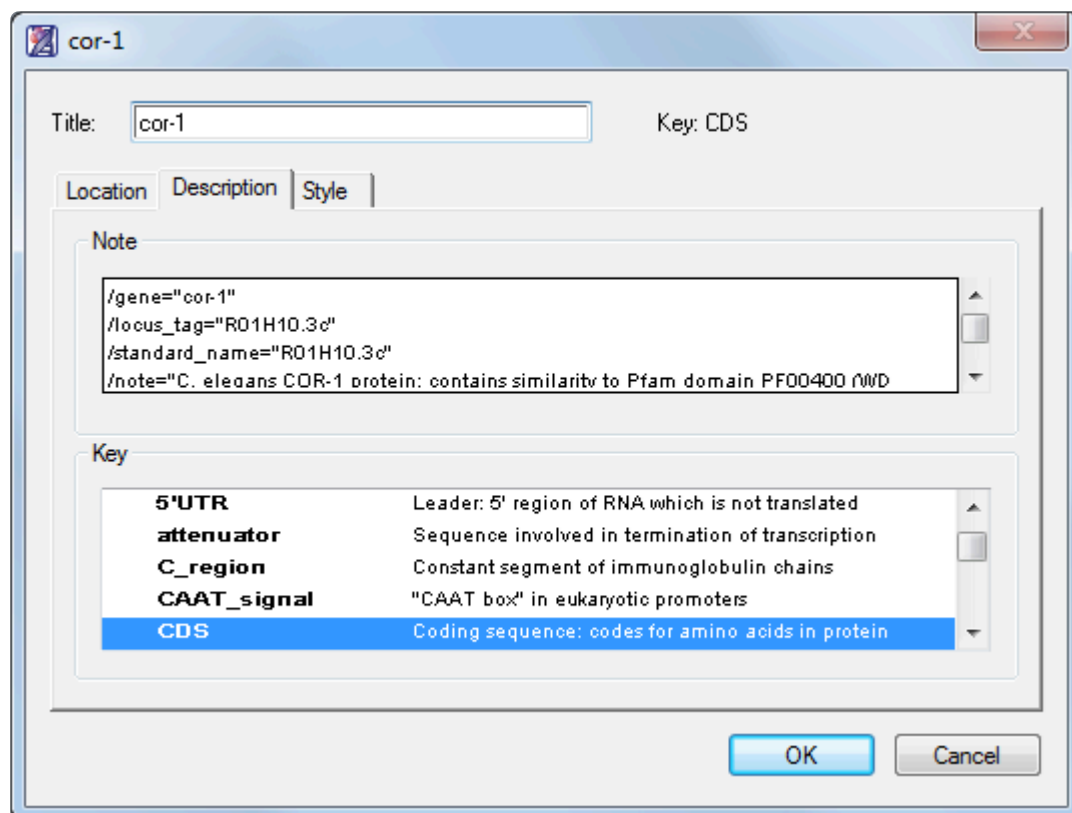 cor-1
Title: cor-1 Key: CDS
Location Description Style
Note
/gene="cor-1"
/locus_tag="R01H10.3c"
/standard_name="R01H10.3c"
/note="C. elegans COR-1 protein; contains similarity to Pfam domain PF00400 (WD
Key
5'UTR Leader: 5' region of RNA which is not translated
attenuator Sequence involved in termination of transcription
C_region Constant segment of immunoglobulin chains
CAAT_signal "CAAT box" in eukaryotic promoters
CDS Coding sequence: codes for amino acids in protein
OK Cancel